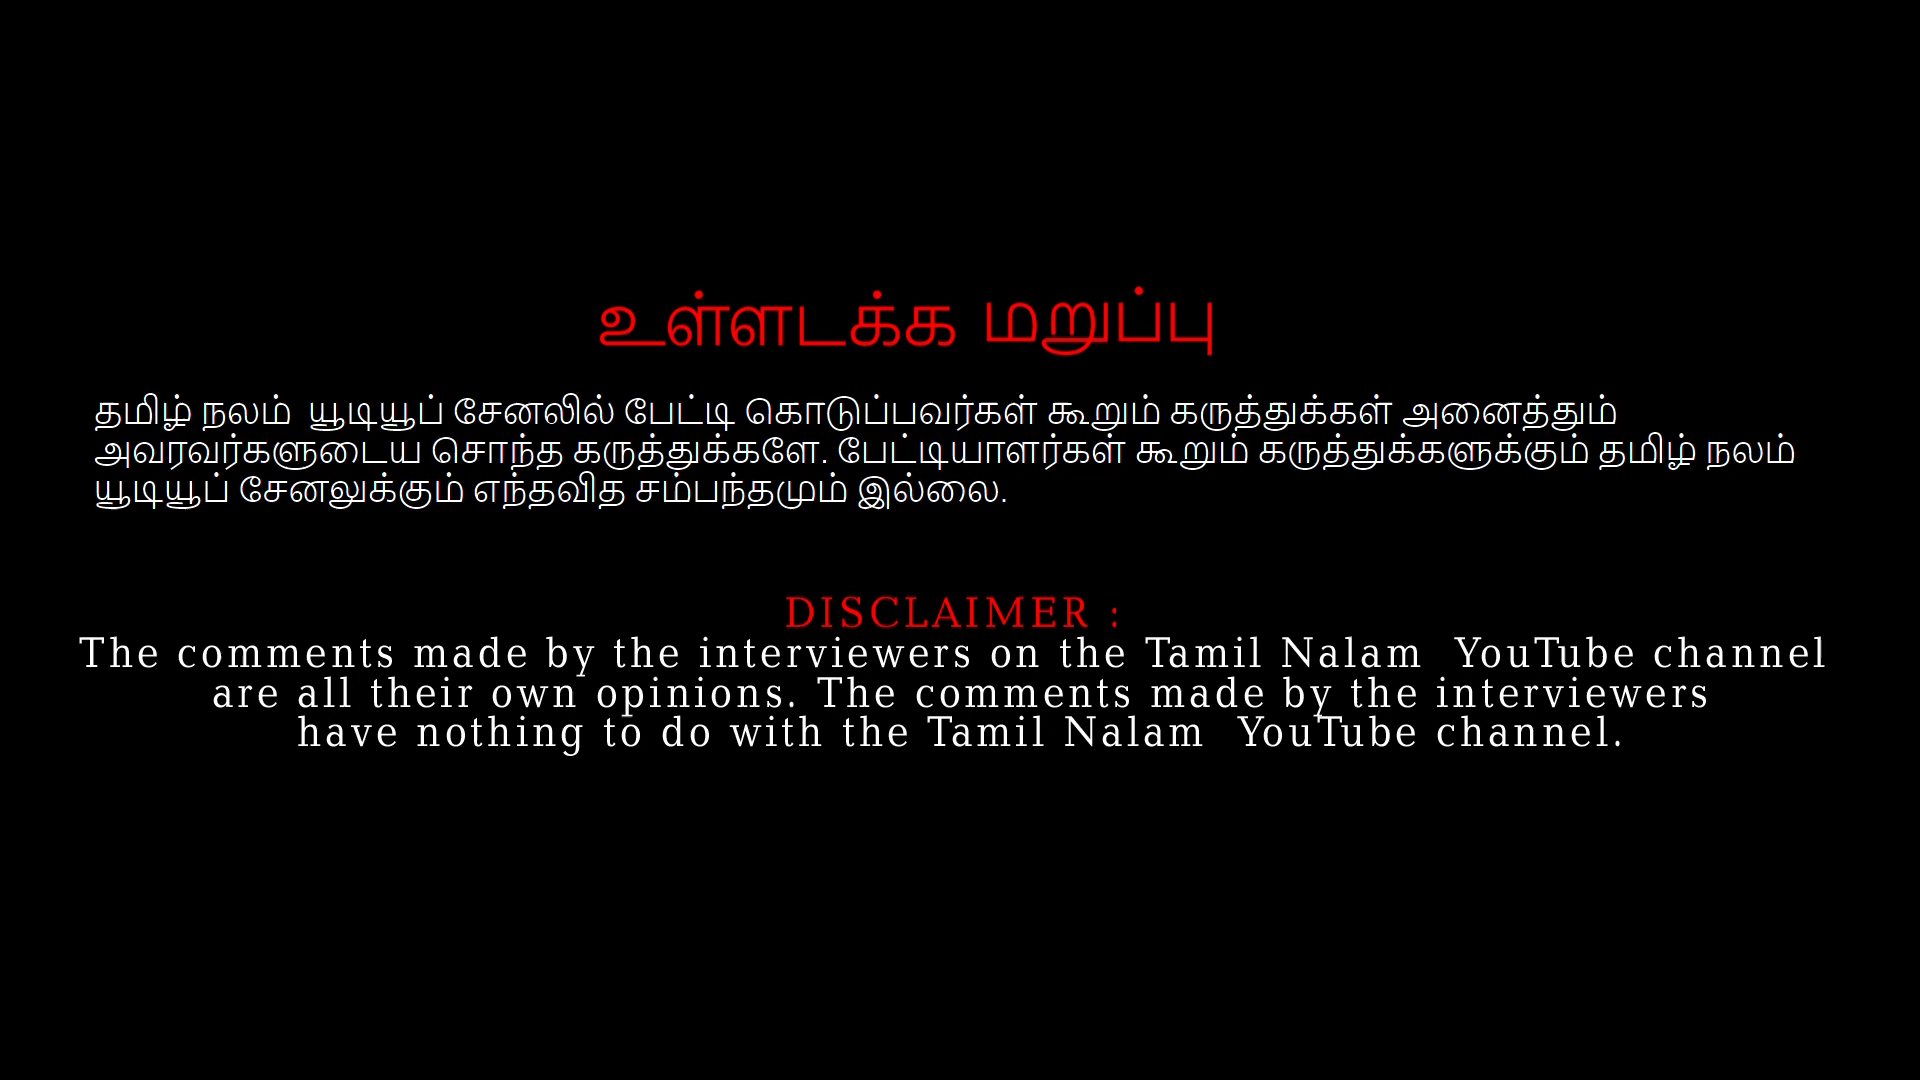 உள்ளடக்க மறுப்பு
தமிழ் நலம் யூடியூப் சேனலில் பேட்டி கொடுப்பவர்கள் கூறும் கருத்துக்கள் அனைத்தும்
அவரவர்களுடைய சொந்த கருத்துக்களே. பேட்டியாளர்கள் கூறும் கருத்துக்களுக்கும் தமிழ் நலம்
யூடியூப் சேனலுக்கும் எந்தவித சம்பந்தமும் இல்லை.
DISCLAIMER :
The comments made by the interviewers on the Tamil Nalam YouTube channel
are all their own opinions. The comments made by the interviewers
have nothing to do with the Tamil Nalam YouTube channel.